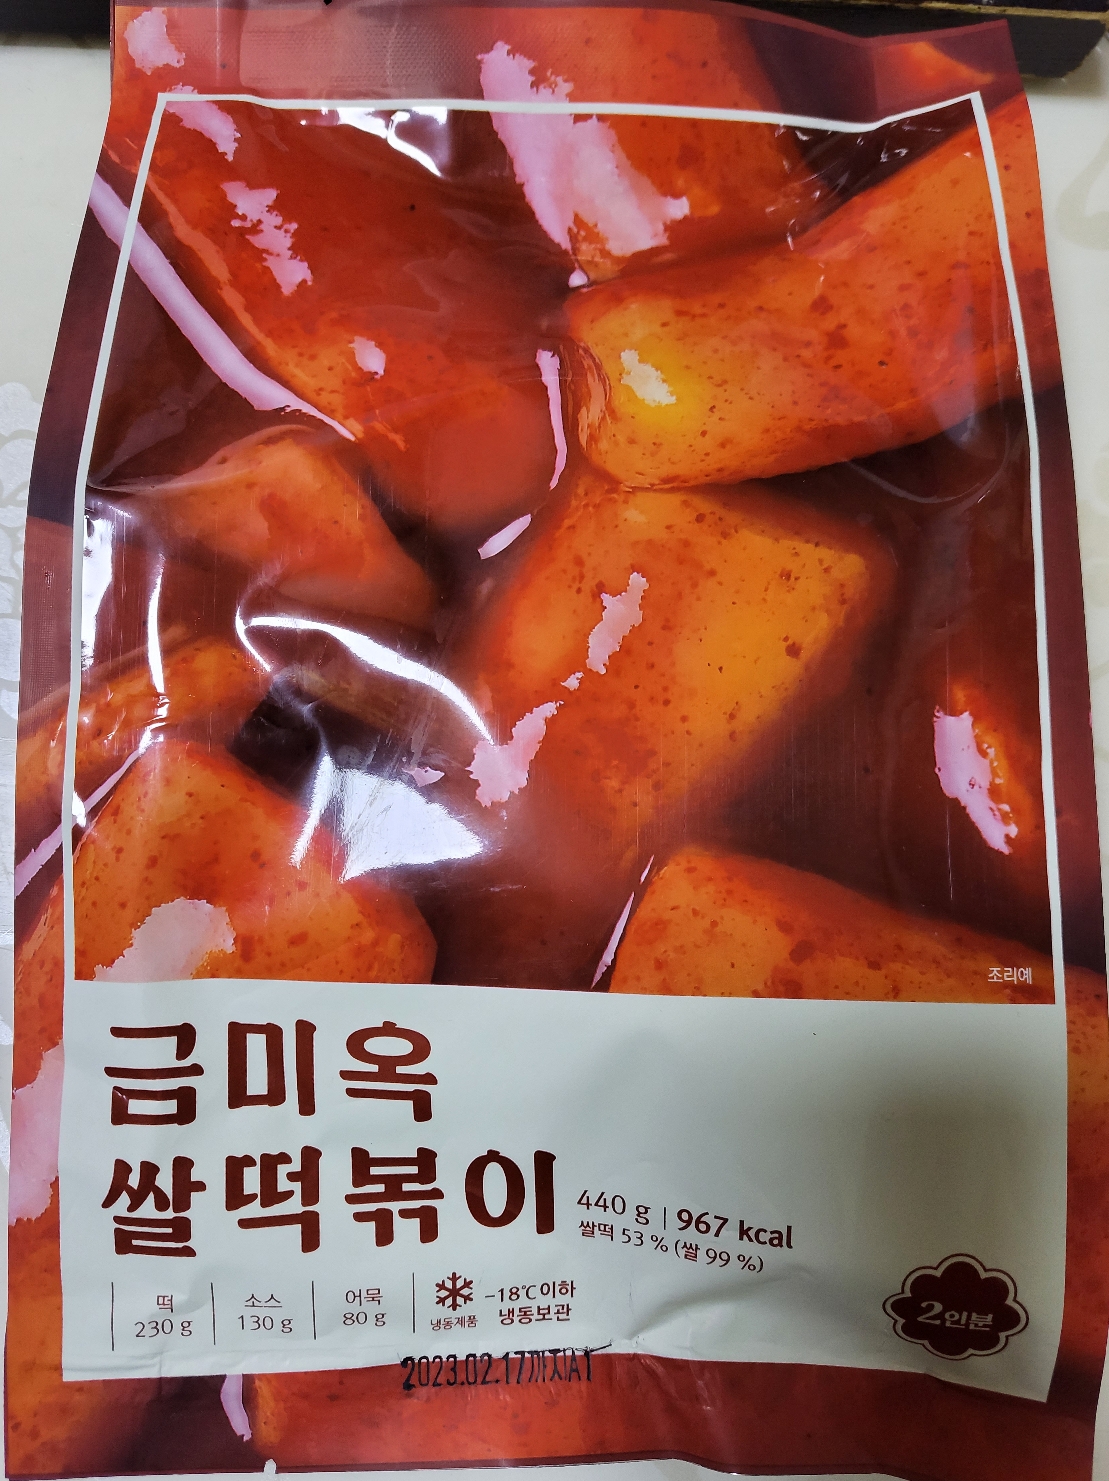 조리예
금미옥
쌀떡볶이
440 g | 967 kcal
쌀떡 53 % (쌀 99 %)
떡
230 g
소스
130 g
어묵
80 g
냉동제품
-18℃이하
냉동보관
2인분
2023.02.17까지A1